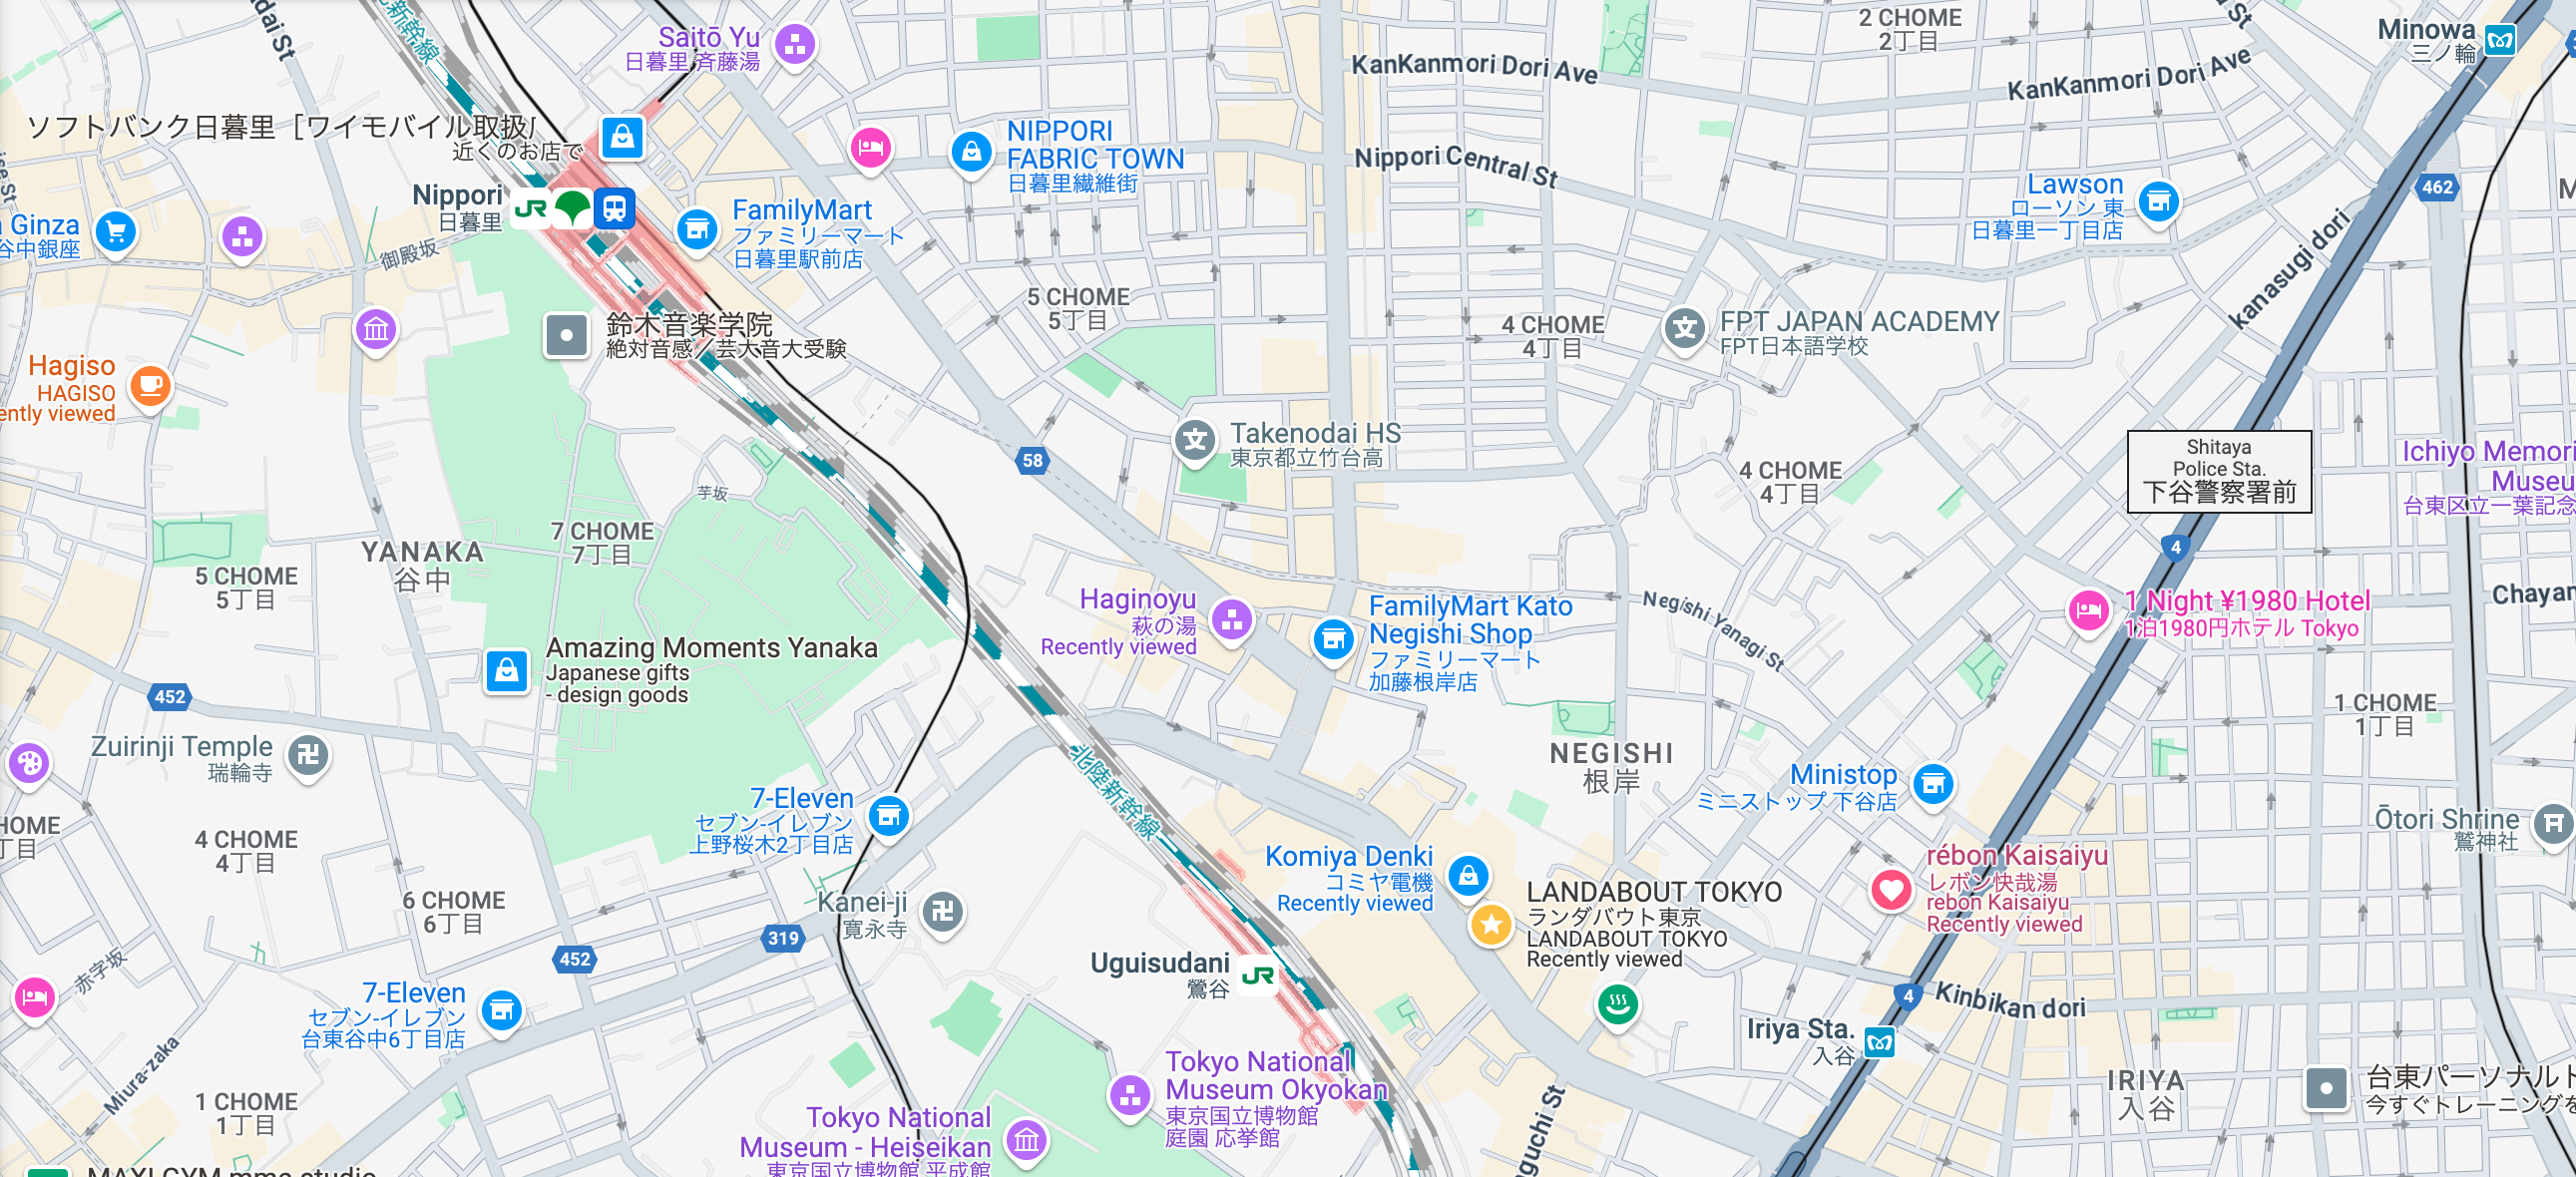 2 CHOME
2丁目
Minowa
三ノ輪
Saitō Yu
日暮里 斉藤湯
KanKanmori Dori Ave
KanKanmori Dori Ave
ソフトバンク日暮里［ワイモバイル取扱
近くのお店で
NIPPORI
FABRIC TOWN
日暮里繊維街
Nippori Central St
Nippori
日暮里
JR
Lawson
ローソン 東
日暮里一丁目店
462
FamilyMart
ファミリーマート
日暮里駅前店
Ginza
谷中銀座
御殿坂
kanasugi dori
5 CHOME
5丁目
鈴木音楽学院
絶対音感／芸大音大受験
4 CHOME
4丁目
文
FPT JAPAN ACADEMY
FPT日本語学校
Hagiso
HAGISO
ently viewed
文
Takenodai HS
東京都立竹台高
58
4 CHOME
4丁目
Shitaya
Police Sta.
下谷警察署前
Ichiyo Memori
Museu
台東区立一葉記念
芋坂
7 CHOME
7丁目
YANAKA
谷中
4
5 CHOME
5丁目
Haginoyu
萩の湯
Recently viewed
FamilyMart Kato
Negishi Shop
ファミリーマート
加藤根岸店
Negishi Yanagi St
1 Night ¥1980 Hotel
1泊1980円ホテル Tokyo
Chayan
Amazing Moments Yanaka
Japanese gifts
- design goods
452
1 CHOME
1丁目
Zuirinji Temple
瑞輪寺
北陸新幹線
NEGISHI
根岸
Ministop
ミニストップ 下谷店
7-Eleven
セブン-イレブン
上野桜木2丁目店
HOME
丁目
4 CHOME
4丁目
Ōtori Shrine
鷲神社
Komiya Denki
コミヤ電機
Recently viewed
rébon Kaisaiyu
レボン快哉湯
rebon Kaisaiyu
Recently viewed
LANDABOUT TOKYO
ランダバウト東京
LANDABOUT TOKYO
Recently viewed
6 CHOME
6丁目
Kanei-ji
寛永寺
319
452
赤字坂
Uguisudani
鶯谷
JR
7-Eleven
セブン-イレブン
台東谷中6丁目店
4
Kinbikan dori
Iriya Sta.
入谷
Miura-zaka
1 CHOME
1丁目
Tokyo National
Museum Okyokan
東京国立博物館
庭園 応挙館
IRIYA
入谷
台東パーソナルト
今すぐトレーニングを
Tokyo National
Museum - Heiseikan
東京国立博物館 平成館
guchi St
MAXI GYM mma studio